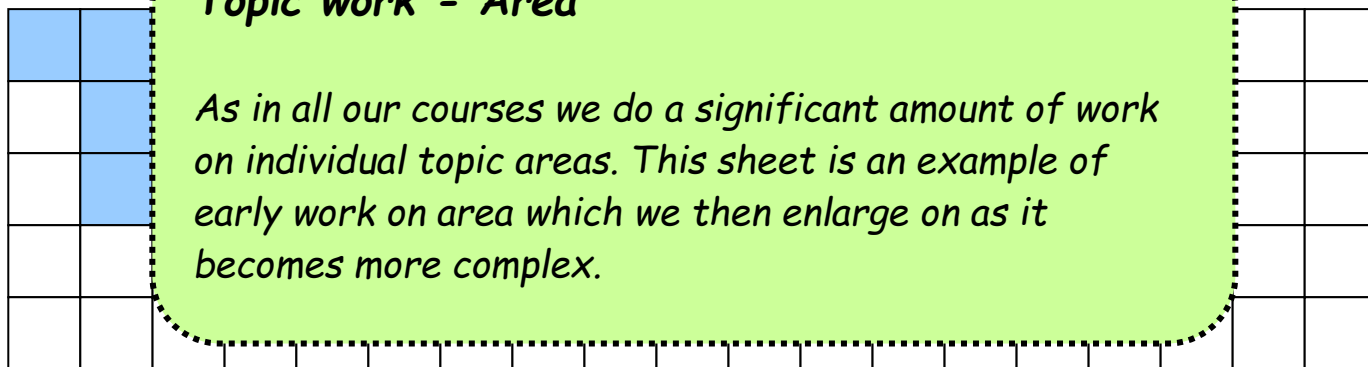 Topic work - Area
As in all our courses we do a significant amount of work
on individual topic areas. This sheet is an example of
early work on area which we then enlarge on as it
becomes more complex.